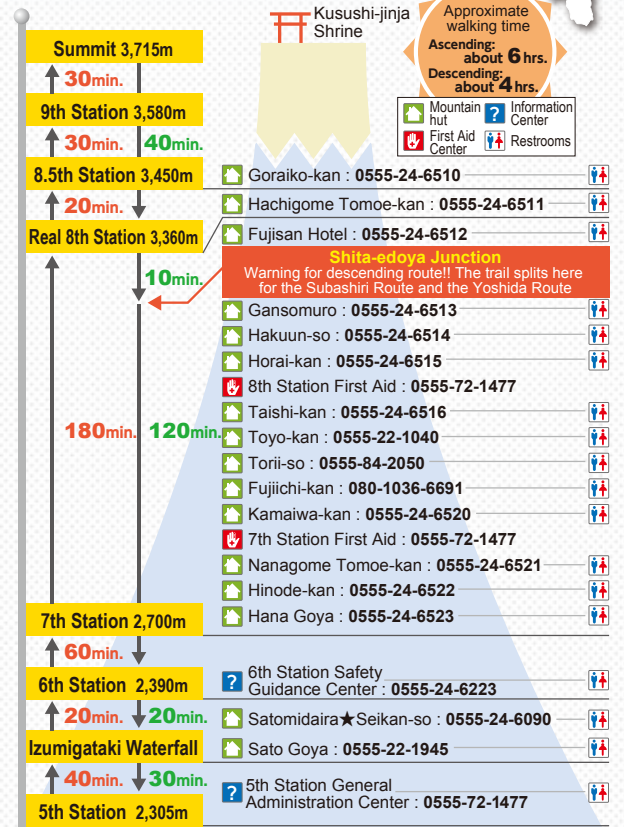 Kusushi-jinja
Shrine
Approximate
walking time
Ascending:
about 6 hrs.
Descending:
about 4 hrs.
Mountain
hut
? Information
Center
First Aid
Center
Restrooms
Summit 3,715m
30min.
9th Station 3,580m
30min. 40min.
8.5th Station 3,450m
Goraiko-kan : 0555-24-6510
20min.
Hachigome Tomoe-kan : 0555-24-6511
Real 8th Station 3,360m
Fujisan Hotel : 0555-24-6512
10min.
Shita-edoya Junction
Warning for descending route!! The trail splits here
for the Subashiri Route and the Yoshida Route
Gansomuro : 0555-24-6513
Hakuun-so : 0555-24-6514
Horai-kan : 0555-24-6515
8th Station First Aid : 0555-72-1477
Taishi-kan : 0555-24-6516
180min. 120min.
Toyo-kan : 0555-22-1040
Torii-so : 0555-84-2050
Fujiichi-kan : 080-1036-6691
Kamaiwa-kan : 0555-24-6520
7th Station First Aid : 0555-72-1477
Nanagome Tomoe-kan : 0555-24-6521
Hinode-kan : 0555-24-6522
Hana Goya : 0555-24-6523
7th Station 2,700m
60min.
6th Station 2,390m
? 6th Station Safety
Guidance Center : 0555-24-6223
20min. 20min.
Satomidaira★Seikan-so : 0555-24-6090
Izumigataki Waterfall
Sato Goya : 0555-22-1945
40min. 30min.
? 5th Station General
Administration Center : 0555-72-1477
5th Station 2,305m